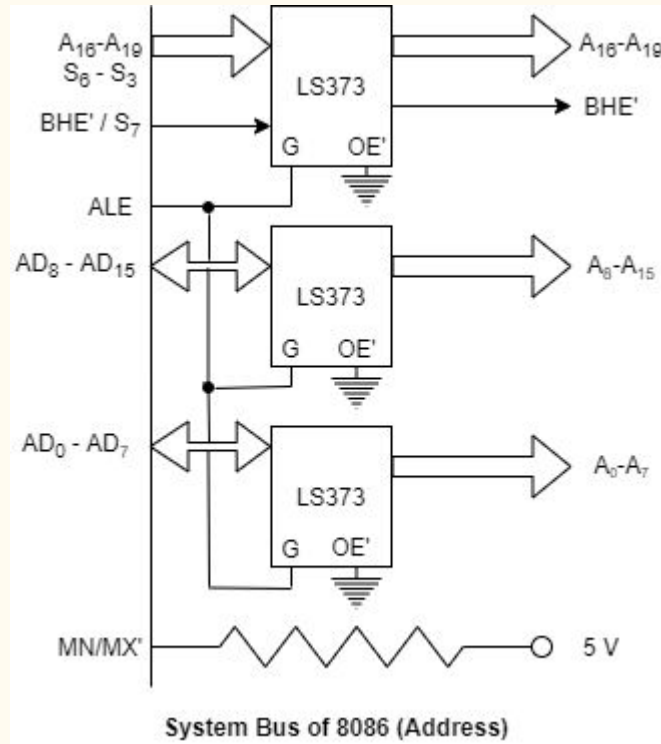 A₁₆-A₁₉ LS373 A₁₆-A₁₉
S₆ - S₃
BHE' / S₇ BHE'
G OE'
ALE
AD₈ - AD₁₅ LS373 A₈-A₁₅
G OE'
AD₀ - AD₇ LS373 A₀-A₇
G OE'
MN/MX' 5 V
System Bus of 8086 (Address)